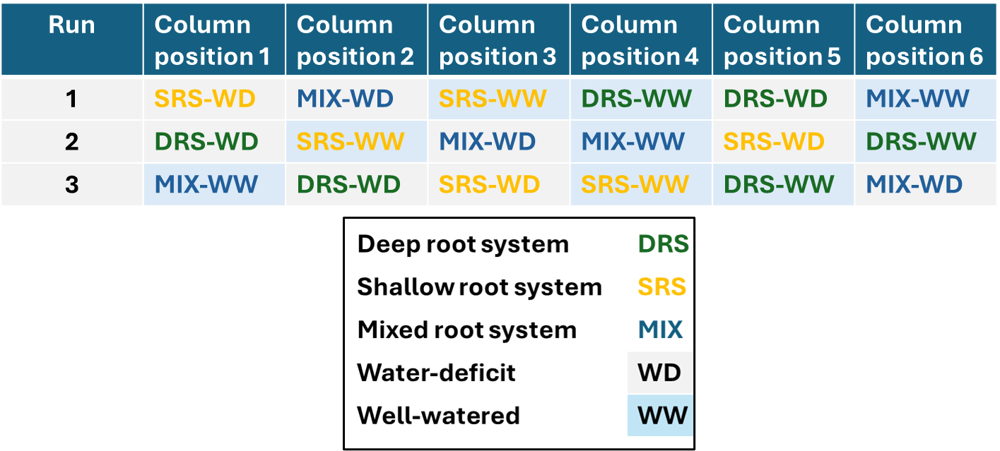 Run Column position 1 Column position 2 Column position 3 Column position 4 Column position 5 Column position 6
1 SRS-WD MIX-WD SRS-WW DRS-WW DRS-WD MIX-WW
2 DRS-WD SRS-WW MIX-WD MIX-WW SRS-WD DRS-WW
3 MIX-WW DRS-WD SRS-WD SRS-WW DRS-WW MIX-WD
Deep root system DRS
Shallow root system SRS
Mixed root system MIX
Water-deficit WD
Well-watered WW